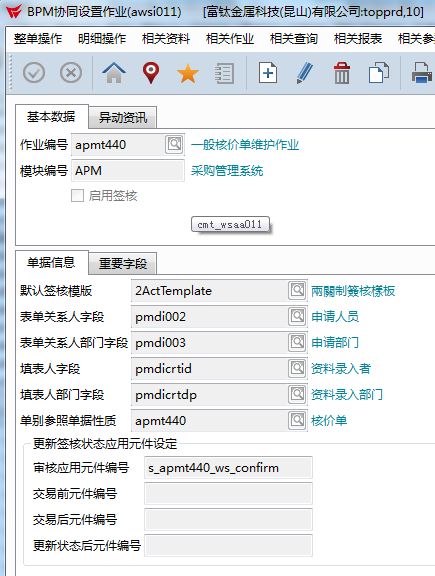 BPM协同设置作业(awsi011) [富钛金属科技(昆山)有限公司:topprd,10]
整单操作 明细操作 相关资料 相关作业 相关查询 相关报表 相关参
基本数据 异动资讯
作业编号 apmt440 一般核价单维护作业
模块编号 APM 采购管理系统
启用签核
cmt_wsaa011
单据信息 重要字段
默认签核模版 2ActTemplate 兩關制簽核樣板
表单关系人字段 pmdi002 申请人员
表单关系人部门字段 pmdi003 申请部门
填表人字段 pmdicrtid 资料录入者
填表人部门字段 pmdicrtdp 资料录入部门
单别参照单据性质 apmt440 核价单
更新签核状态应用元件设定
审核应用元件编号 s_apmt440_ws_confirm
交易前元件编号
交易后元件编号
更新状态后元件编号